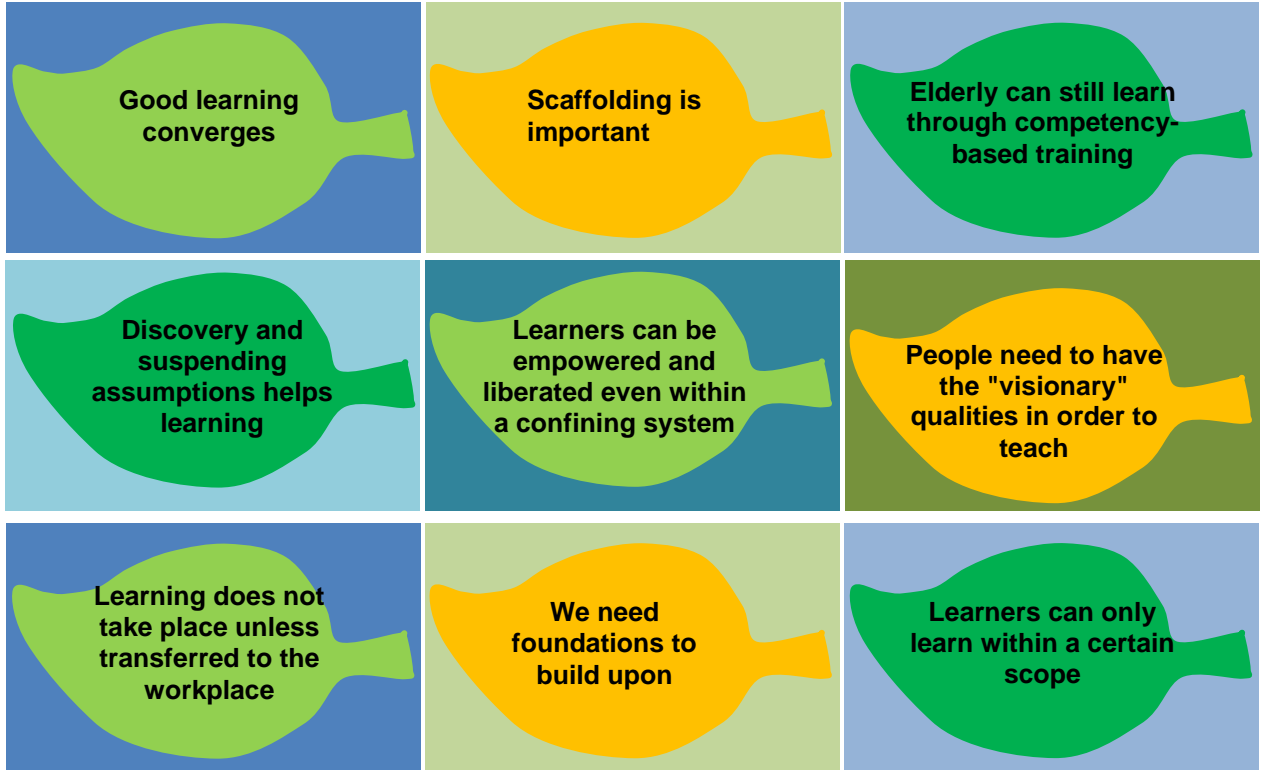 Good learning
converges
Scaffolding is
important
Elderly can still learn
through competency-
based training
Discovery and
suspending
assumptions helps
learning
Learners can be
empowered and
liberated even within
a confining system
People need to have
the "visionary"
qualities in order to
teach
Learning does not
take place unless
transferred to the
workplace
We need
foundations to
build upon
Learners can only
learn within a certain
scope